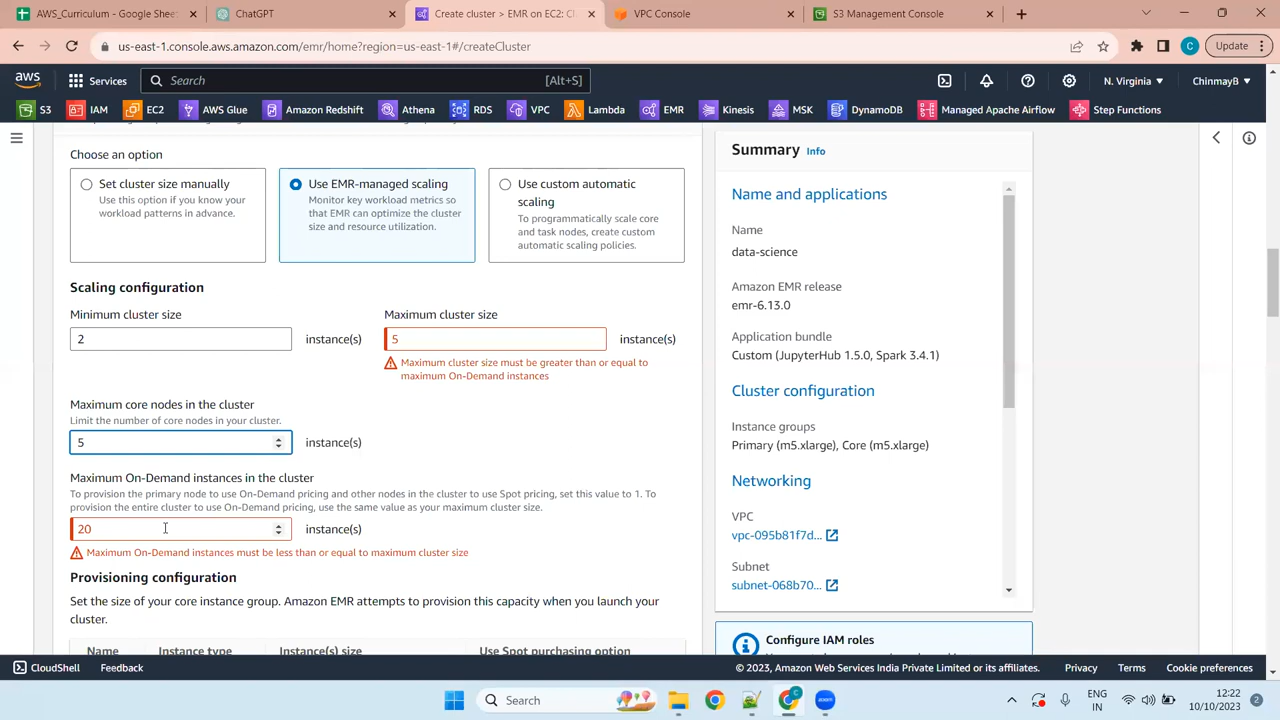 AWS_Curriculum - Google Sheet
ChatGPT
Create cluster > EMR on EC2: Cl
VPC Console
S3 Management Console
us-east-1.console.aws.amazon.com/emr/home?region=us-east-1#/createCluster
C
Update
aws
Services
Search
[Alt+S]
N. Virginia
ChinmayB
S3
IAM
EC2
AWS Glue
Amazon Redshift
Athena
RDS
VPC
Lambda
EMR
Kinesis
MSK
DynamoDB
Managed Apache Airflow
Step Functions
Choose an option
Set cluster size manually
Use this option if you know your
workload patterns in advance.
Use EMR-managed scaling
Monitor key workload metrics so
that EMR can optimize the cluster
size and resource utilization.
Use custom automatic
scaling
To programmatically scale core
and task nodes, create custom
automatic scaling policies.
Scaling configuration
Minimum cluster size
2
instance(s)
Maximum cluster size
5
instance(s)
Maximum cluster size must be greater than or equal to
maximum On-Demand instances
Maximum core nodes in the cluster
Limit the number of core nodes in your cluster.
5
instance(s)
Maximum On-Demand instances in the cluster
To provision the primary node to use On-Demand pricing and other nodes in the cluster to use Spot pricing, set this value to 1. To
provision the entire cluster to use On-Demand pricing, use the same value as your maximum cluster size.
20
instance(s)
Maximum On-Demand instances must be less than or equal to maximum cluster size
Provisioning configuration
Set the size of your core instance group. Amazon EMR attempts to provision this capacity when you launch your
cluster.
Name
Instance type
Instance(s) size
Use Spot purchasing option
Summary
Info
Name and applications
Name
data-science
Amazon EMR release
emr-6.13.0
Application bundle
Custom (JupyterHub 1.5.0, Spark 3.4.1)
Cluster configuration
Instance groups
Primary (m5.xlarge), Core (m5.xlarge)
Networking
VPC
vpc-095b81f7d...
Subnet
subnet-068b70...
Configure IAM roles
CloudShell
Feedback
© 2023, Amazon Web Services India Private Limited or its affiliates.
Privacy
Terms
Cookie preferences
Search
zoom
ENG
IN
12:22
10/10/2023
2